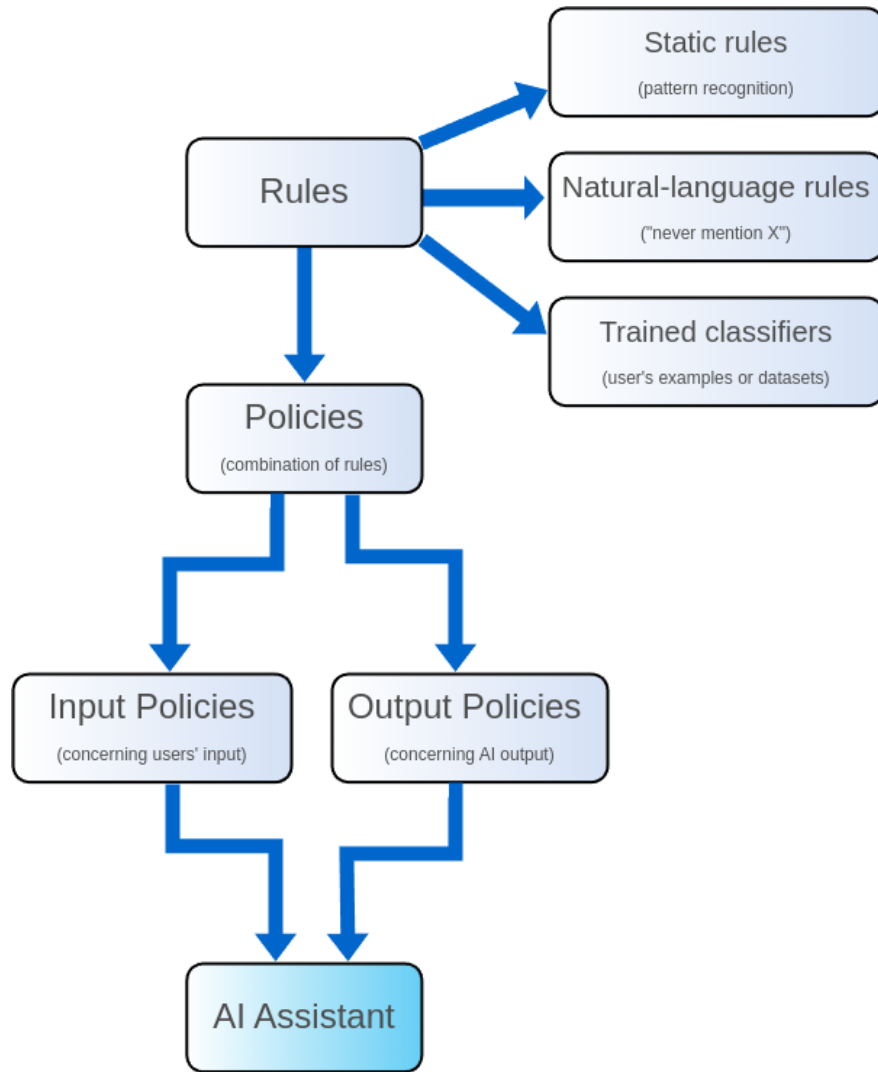 Static rules
(pattern recognition)
Rules
Natural-language rules
("never mention X")
Trained classifiers
(user's examples or datasets)
Policies
(combination of rules)
Input Policies
(concerning users' input)
Output Policies
(concerning AI output)
AI Assistant